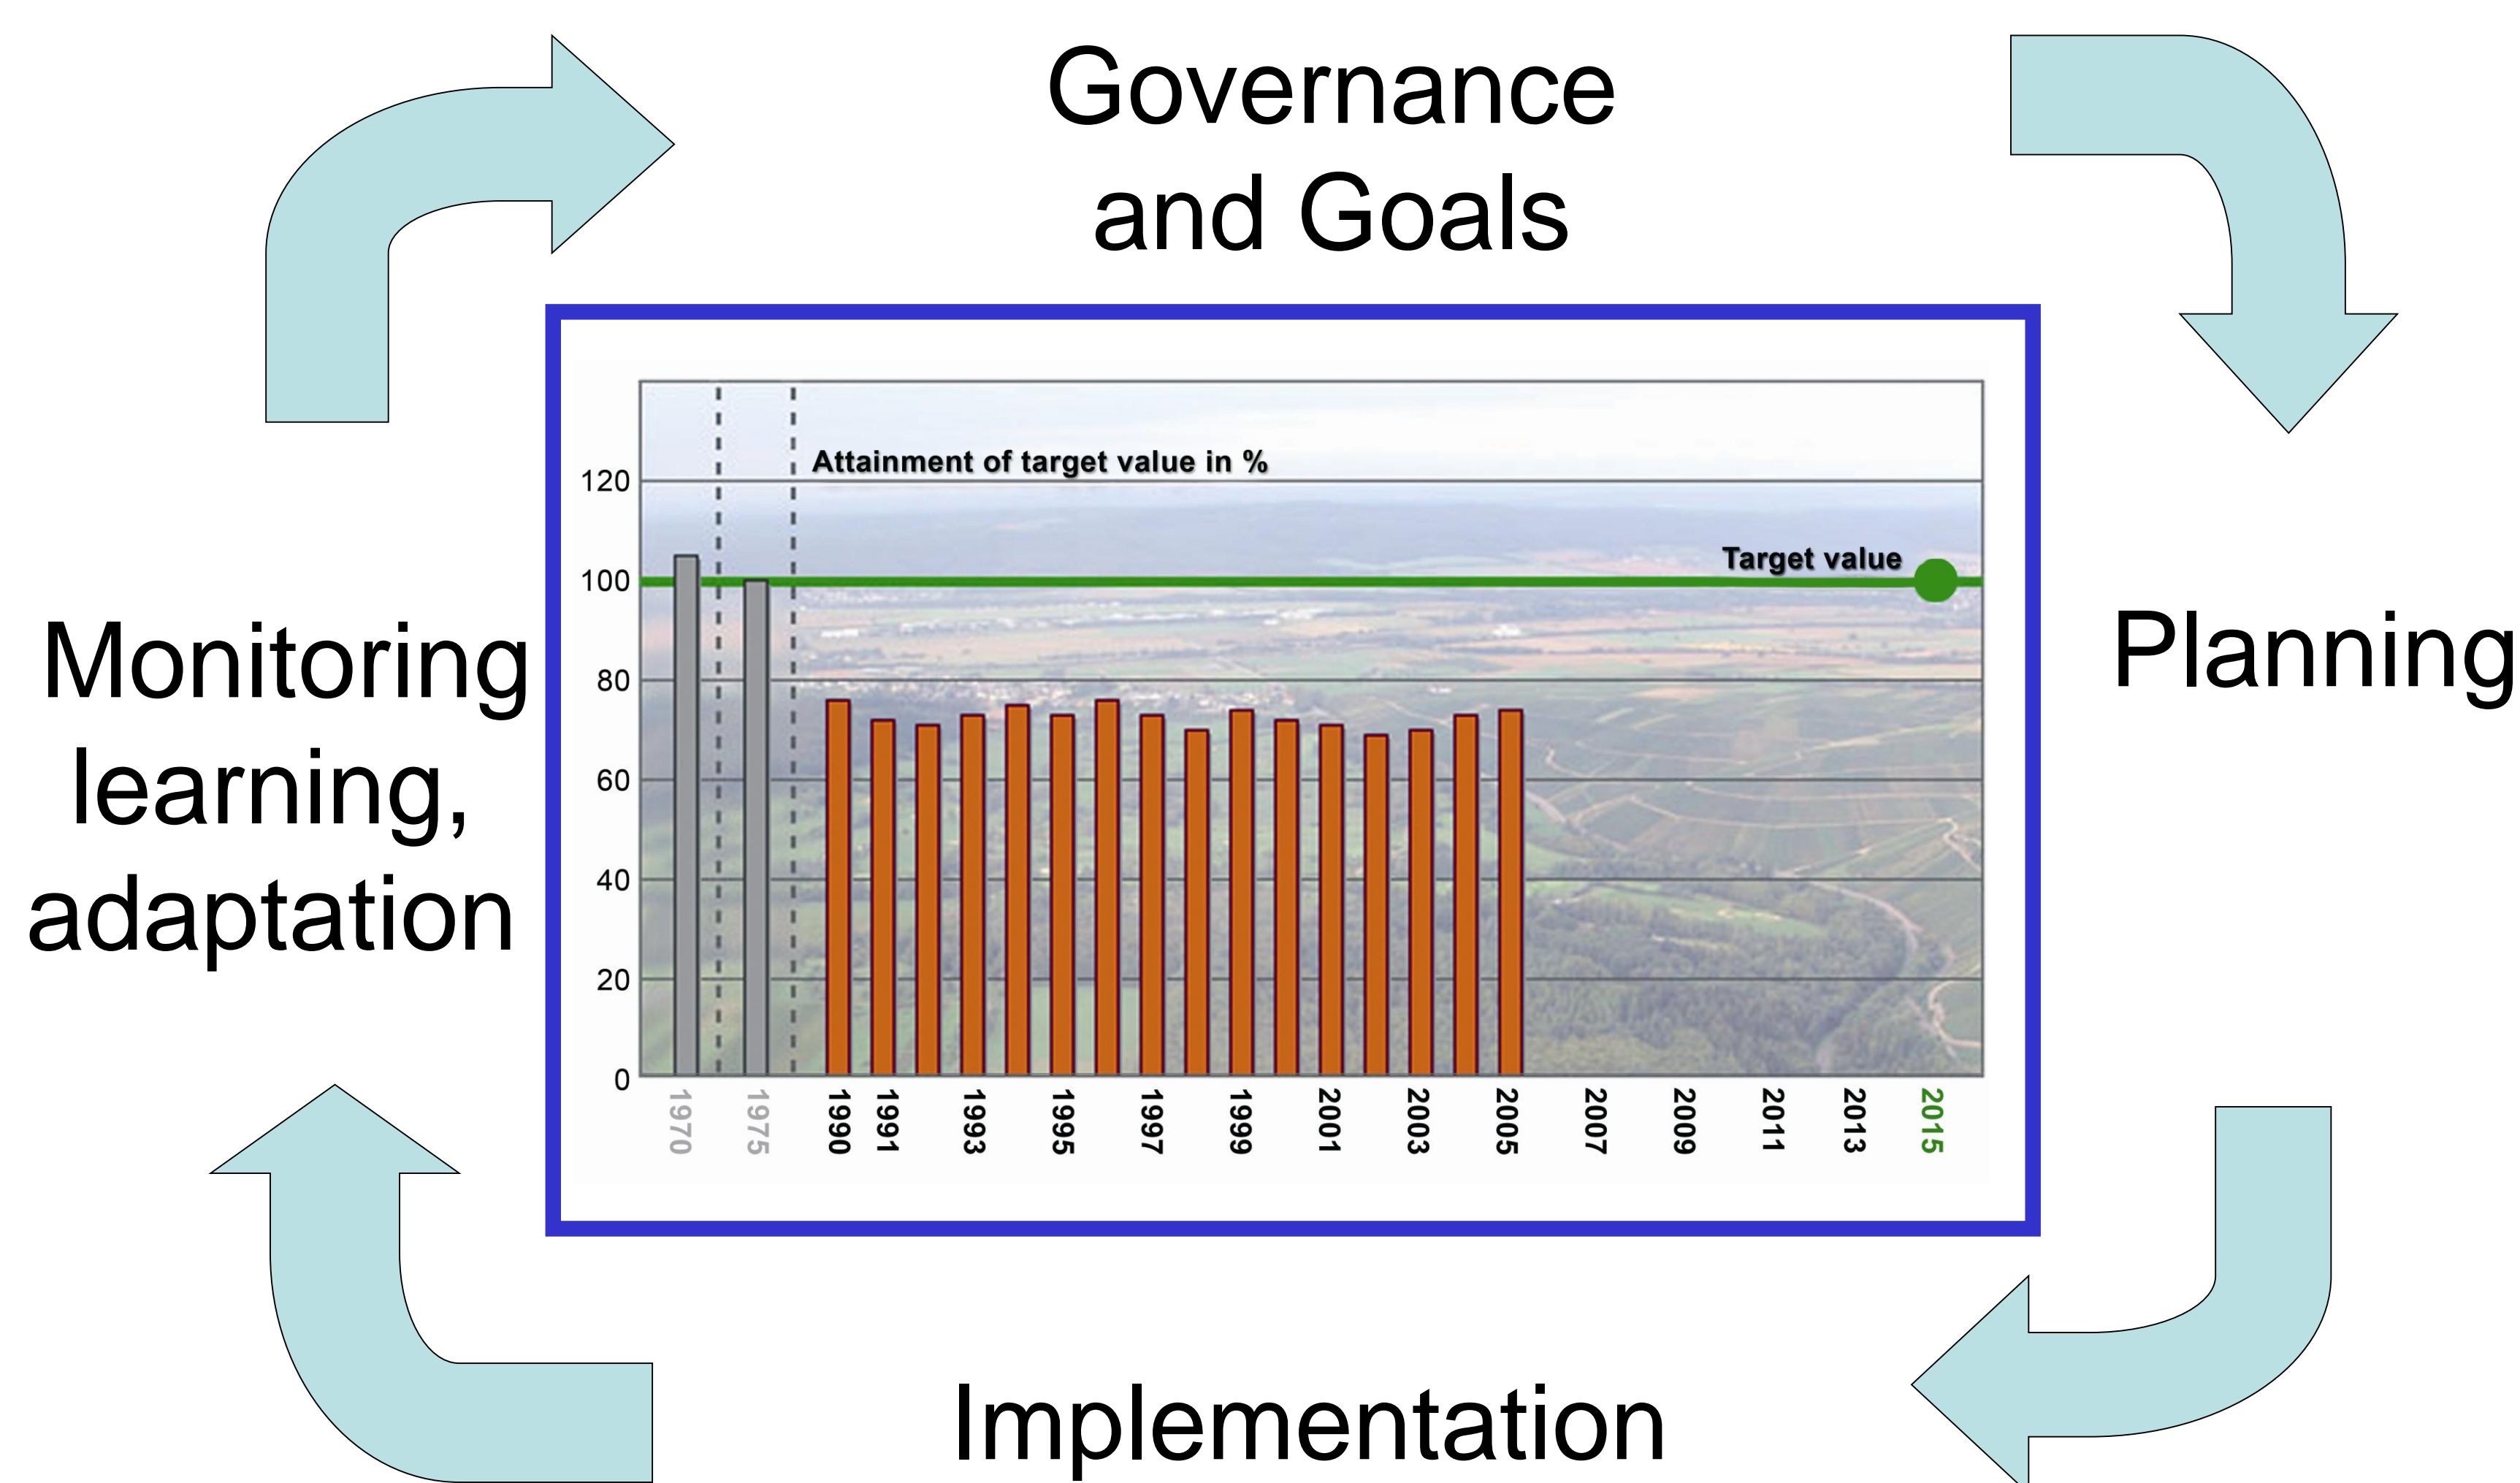 Governance
and Goals
Monitoring
learning,
adaptation
Planning
Implementation
Attainment of target value in %
Target value
120
100
80
60
40
20
0
1970
1975
1990
1991
1993
1995
1997
1999
2001
2003
2005
2007
2009
2011
2013
2015